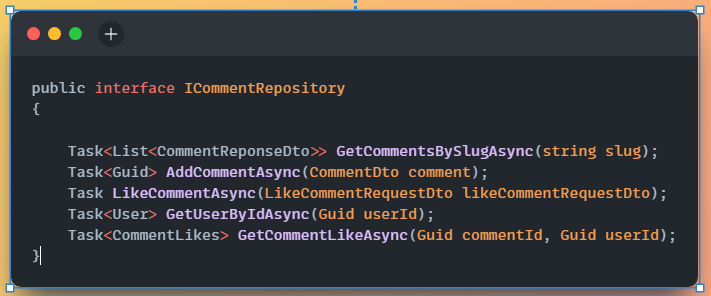 public interface ICommentRepository
{
Task<List<CommentReponseDto>> GetCommentsBySlugAsync(string slug);
Task<Guid> AddCommentAsync(CommentDto comment);
Task LikeCommentAsync(LikeCommentRequestDto likeCommentRequestDto);
Task<User> GetUserByIdAsync(Guid userId);
Task<CommentLikes> GetCommentLikeAsync(Guid commentId, Guid userId);
}